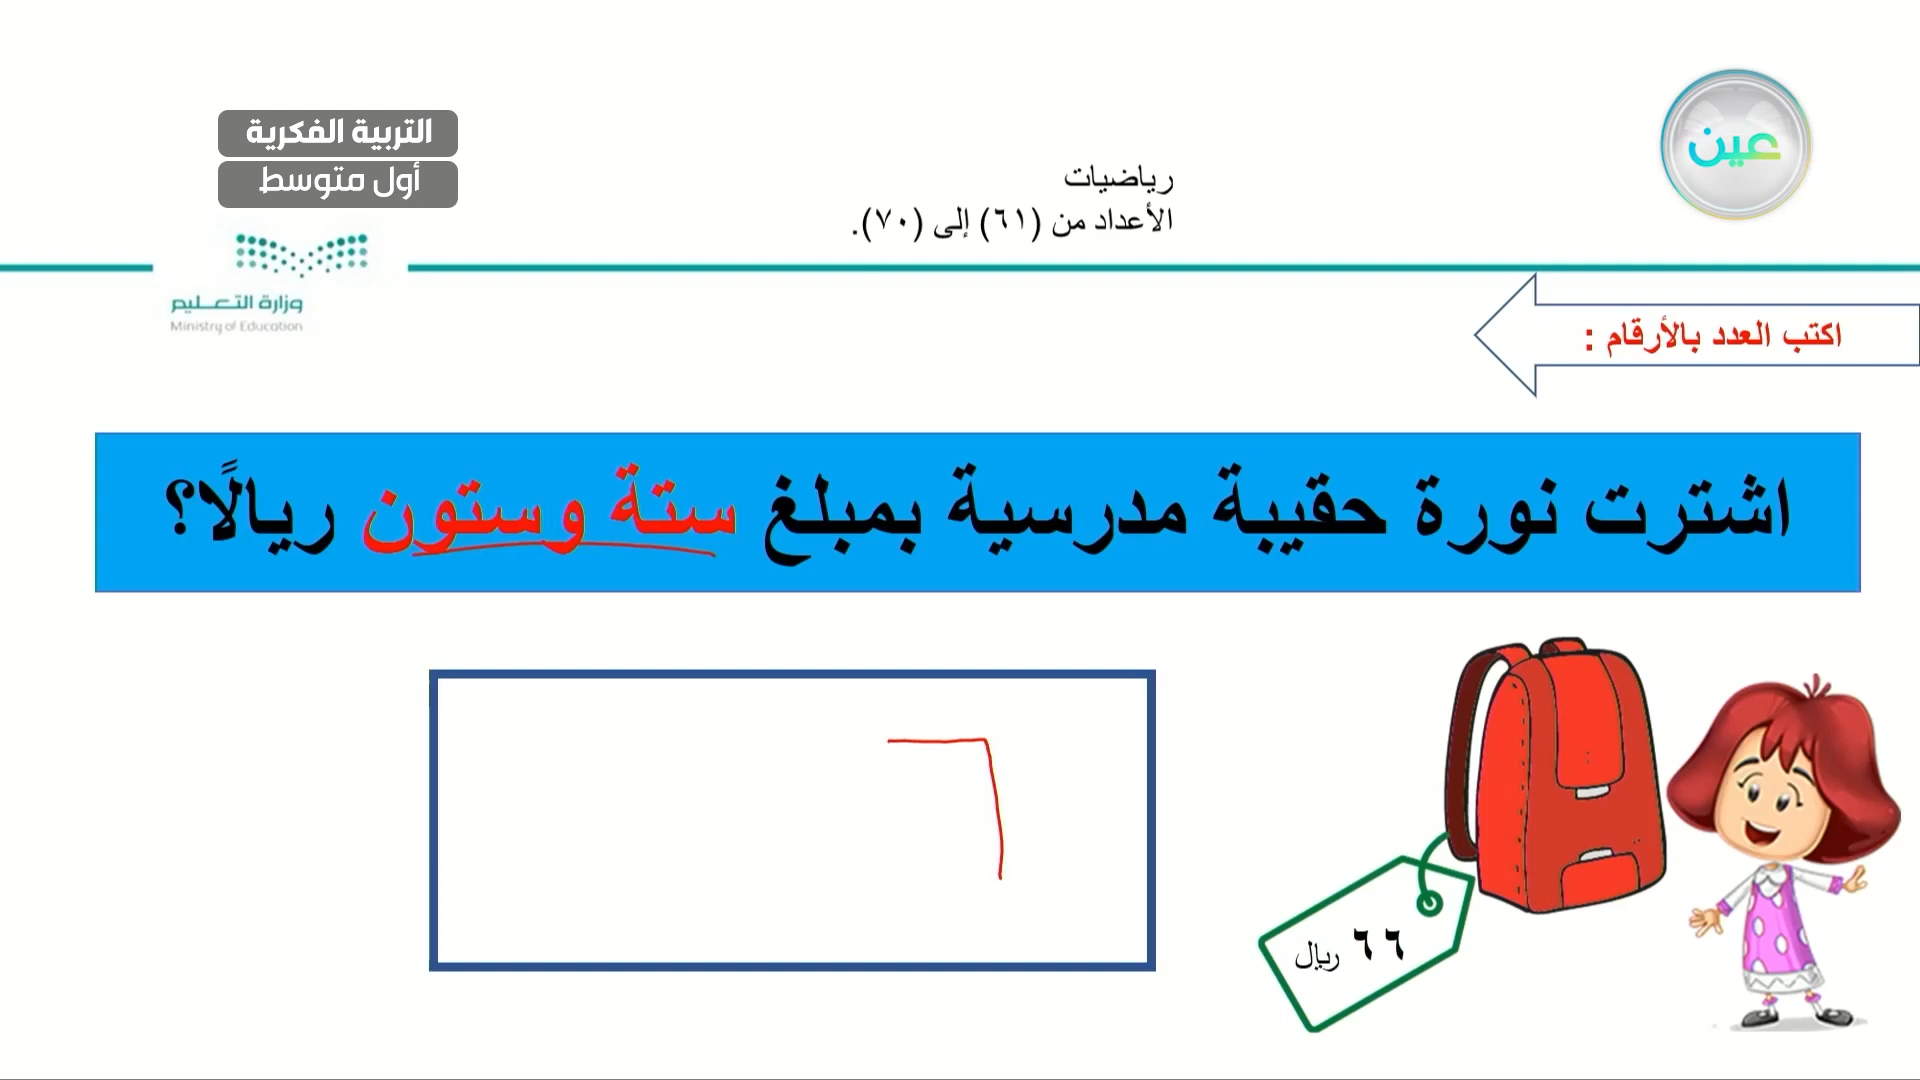 عين
التربية الفكرية
أول متوسط
رياضيات
الأعداد من (٦١) إلى (٧٠).
وزارة التعليم
Ministry of Education
اكتب العدد بالأرقام :
اشترت نورة حقيبة مدرسية بمبلغ ستة وستون ريالًا؟
٦
٦٦ ريال